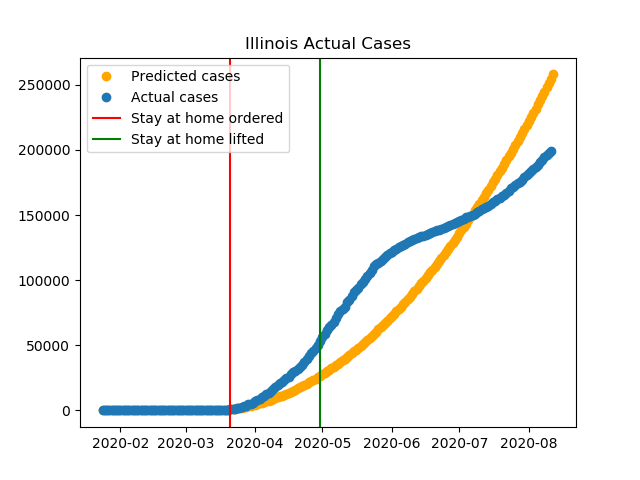 Illinois Actual Cases
Predicted cases
Actual cases
Stay at home ordered
Stay at home lifted
250000
200000
150000
100000
50000
0
2020-02 2020-03 2020-04 2020-05 2020-06 2020-07 2020-08